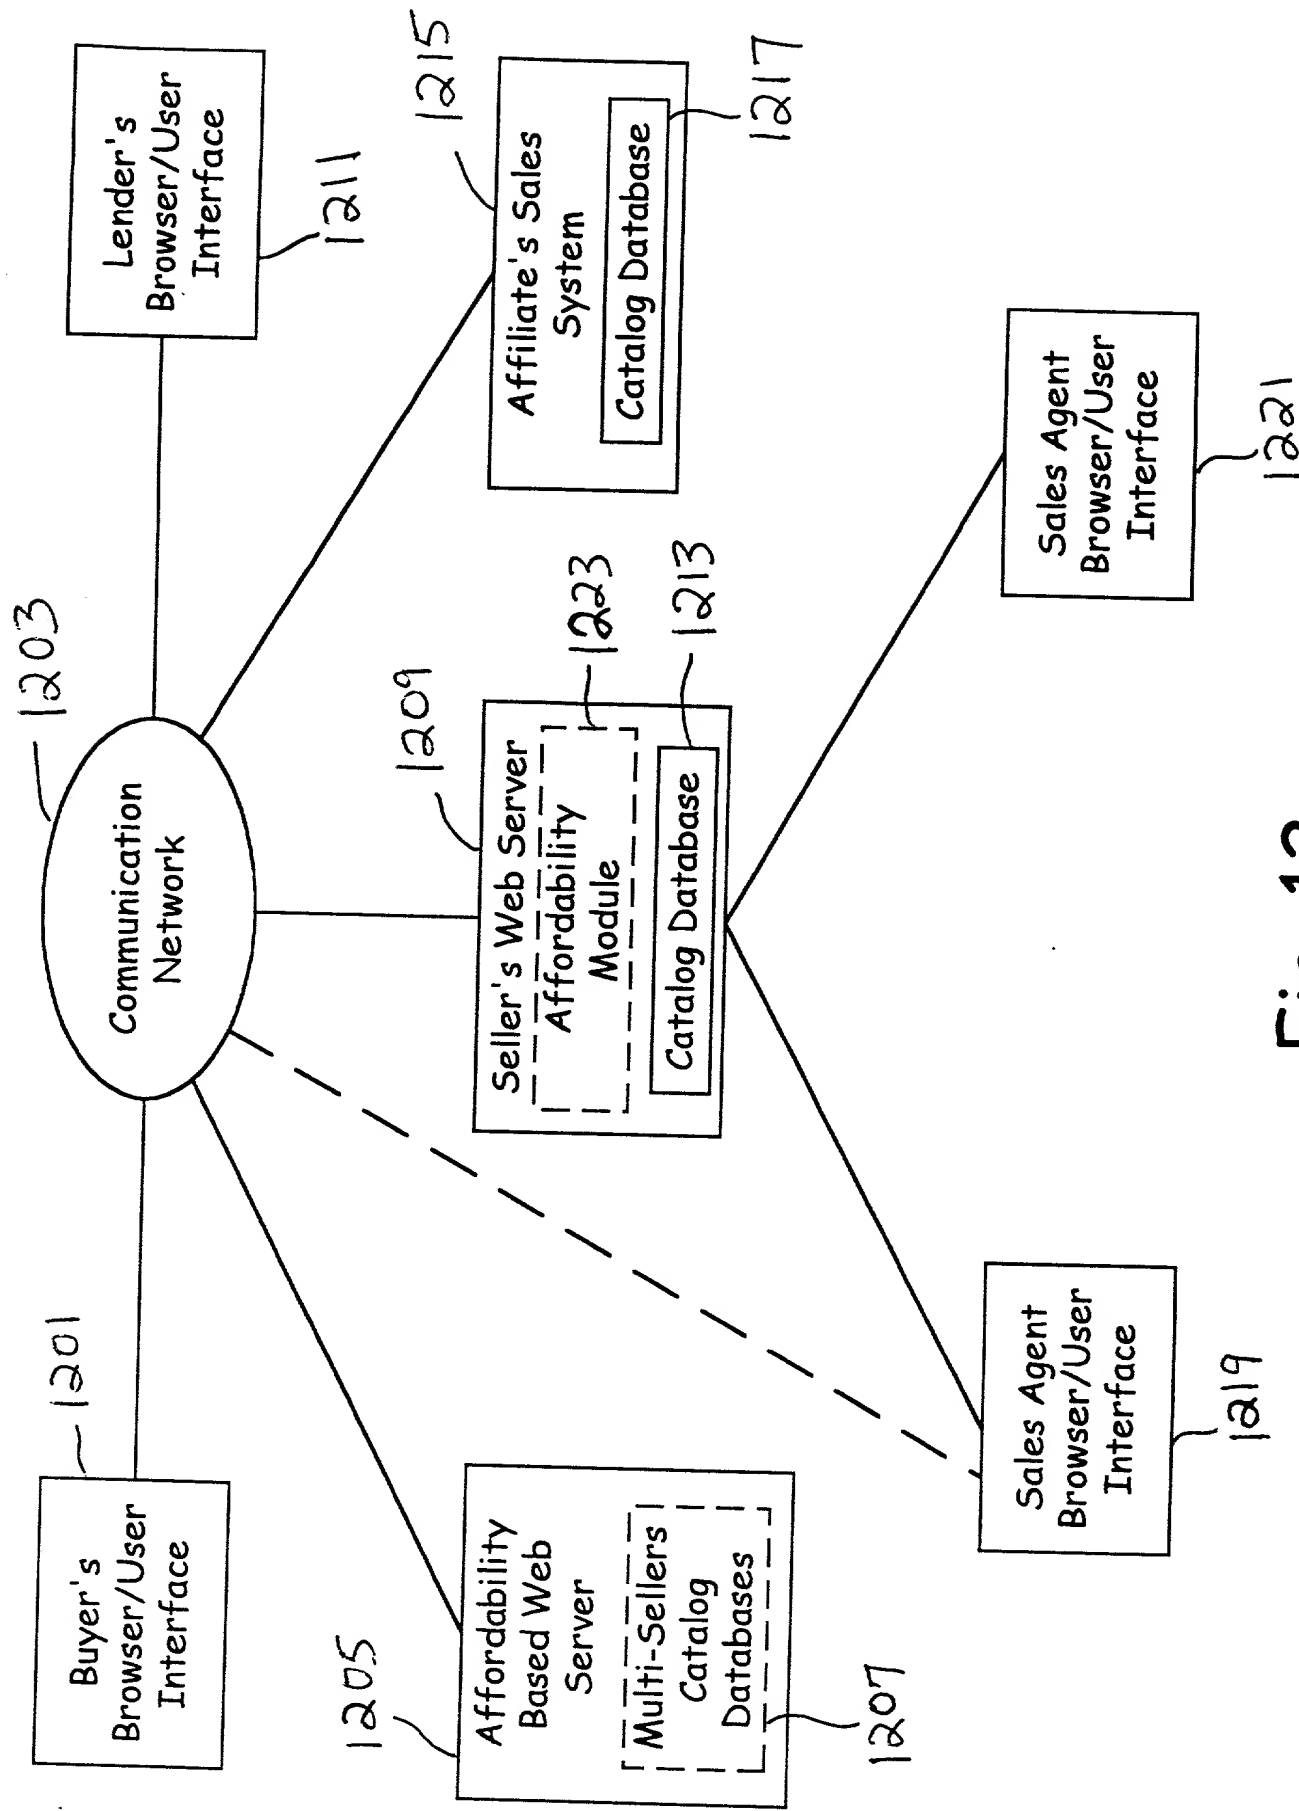 1203
Communication
Network
1201
Buyer's
Browser/User
Interface
Lender's
Browser/User
Interface
1211
1205
Affordability
Based Web
Server
Multi-Sellers
Catalog
Databases
1207
1209
Seller's Web Server
Affordability
Module
1223
Catalog Database
1213
1215
Affiliate's Sales
System
Catalog Database
1217
Sales Agent
Browser/User
Interface
1219
Sales Agent
Browser/User
Interface
1221